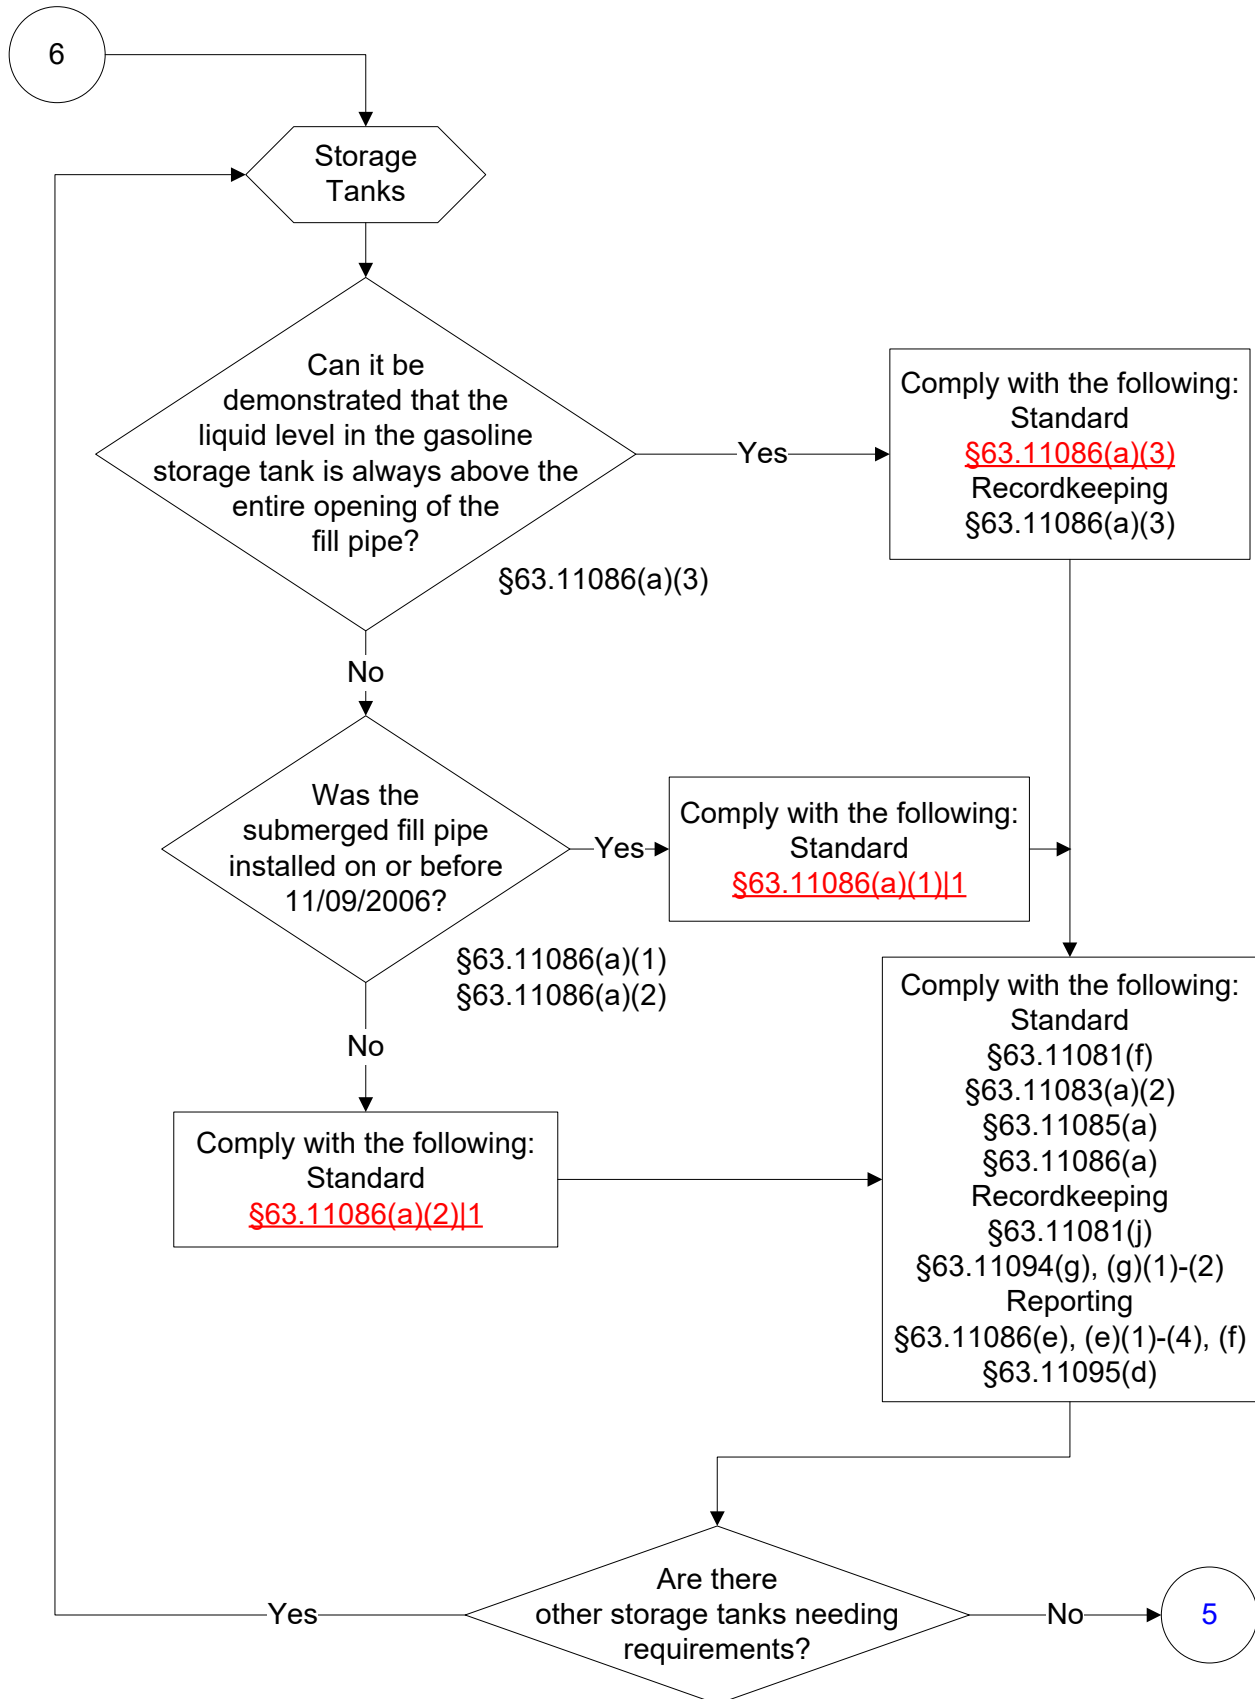 6
Storage
Tanks
Can it be
demonstrated that the
liquid level in the gasoline
storage tank is always above the
entire opening of the
fill pipe?
§63.11086(a)(3)
Yes
Comply with the following:
Standard
§63.11086(a)(3)
Recordkeeping
§63.11086(a)(3)
No
Was the
submerged fill pipe
installed on or before
11/09/2006?
§63.11086(a)(1)
§63.11086(a)(2)
Yes
Comply with the following:
Standard
§63.11086(a)(1)|1
No
Comply with the following:
Standard
§63.11086(a)(2)|1
Comply with the following:
Standard
§63.11081(f)
§63.11083(a)(2)
§63.11085(a)
§63.11086(a)
Recordkeeping
§63.11081(j)
§63.11094(g), (g)(1)-(2)
Reporting
§63.11086(e), (e)(1)-(4), (f)
§63.11095(d)
Are there
other storage tanks needing
requirements?
Yes
No
5